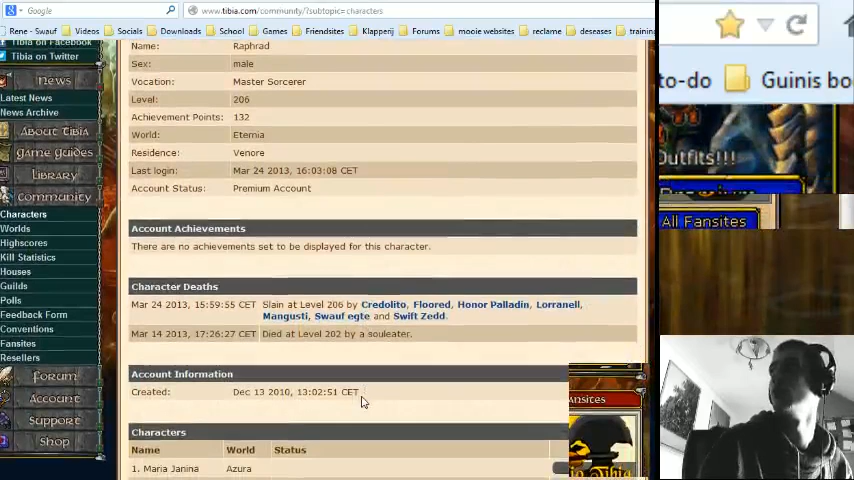 Google
www.tibia.com/community/?subtopic=characters
Rene - Swauf
Videos
Socials
Downloads
School
Games
Friendsites
Klapperij
Forums
mooie websites
reclame
deseases
training
to-do
Guinis bo
Tibia on Facebook
Tibia on Twitter
News
Latest News
News Archive
About Tibia
Game Guides
Library
Community
Characters
Worlds
Highscores
Kill Statistics
Houses
Guilds
Polls
Feedback Form
Conventions
Fansites
Resellers
Forum
Account
Support
Shop
Name: Raphrad
Sex: male
Vocation: Master Sorcerer
Level: 206
Achievement Points: 132
World: Eternia
Residence: Venore
Last login: Mar 24 2013, 16:03:08 CET
Account Status: Premium Account
Account Achievements
There are no achievements set to be displayed for this character.
Character Deaths
Mar 24 2013, 15:59:55 CET Slain at Level 206 by Credolito, Floored, Honor Palladin, Lorranell,
Mangusti, Swauf egte and Swift Zedd.
Mar 14 2013, 17:26:27 CET Died at Level 202 by a souleater.
Account Information
Created: Dec 13 2010, 13:02:51 CET
Characters
Name World Status
1. Maria Janina Azura
Outfits!!!
Premium
All Fansites
ansites